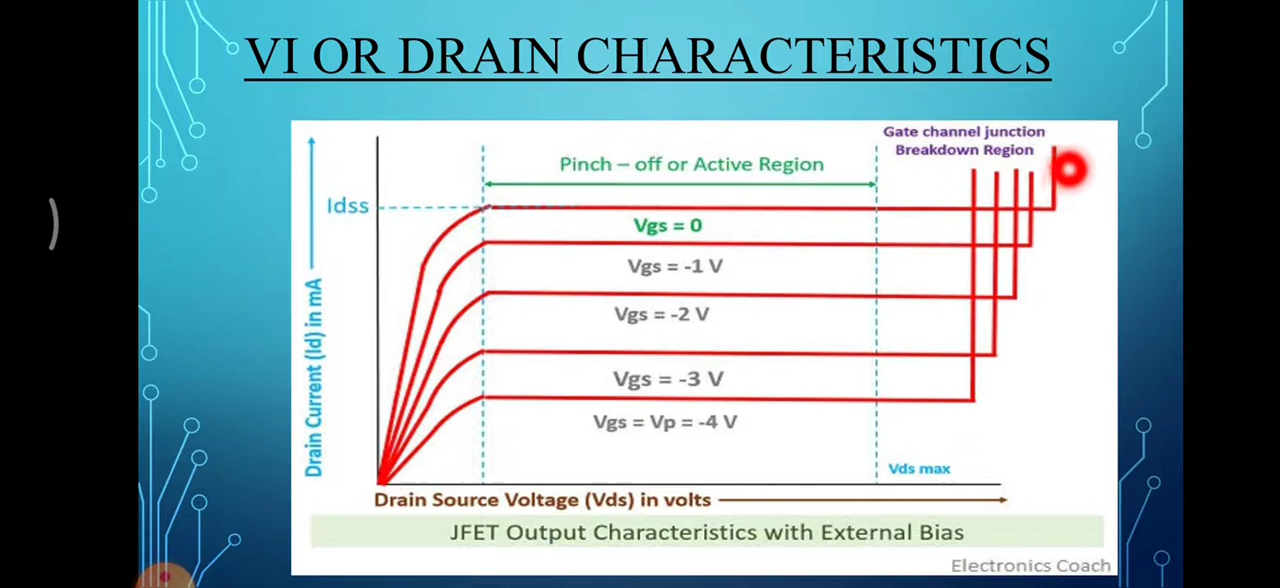 VI OR DRAIN CHARACTERISTICS
Gate channel junction
Breakdown Region
Pinch – off or Active Region
Idss
Vgs = 0
Vgs = -1 V
Vgs = -2 V
Vgs = -3 V
Vgs = Vp = -4 V
Drain Current (Id) in mA
Vds max
Drain Source Voltage (Vds) in volts
JFET Output Characteristics with External Bias
Electronics Coach